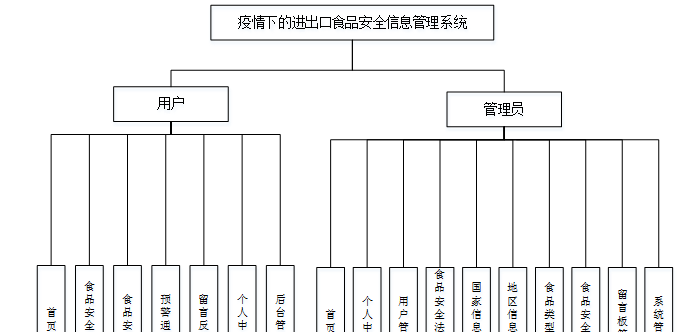 疫情下的进出口食品安全信息管理系统
用户
管理员
首页
食品安全
食品安
预警通
留言反
个人中
后台管
首页
个人中
用户管
食品安全法
国家信息
地区信息
食品类型
食品安全
留言板管
系统管